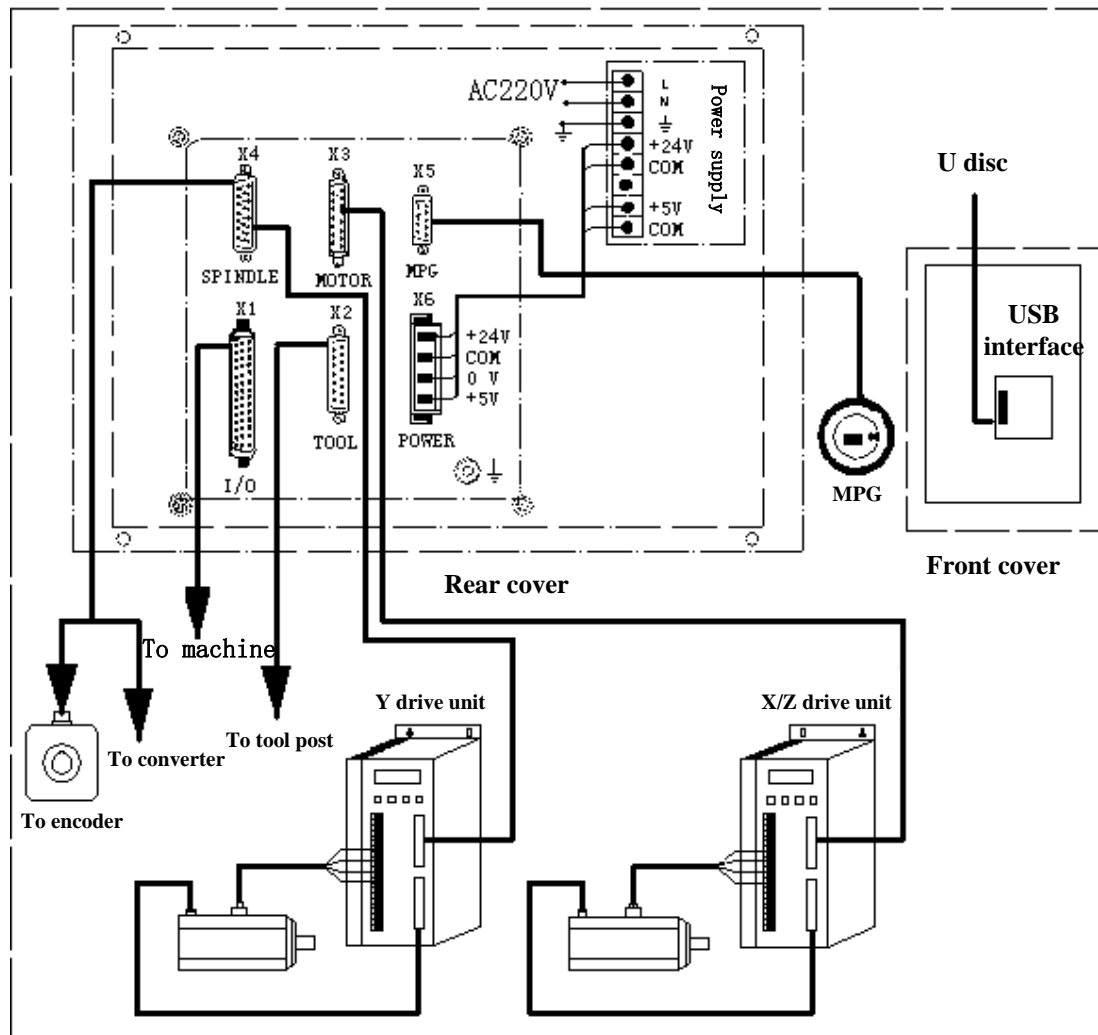 AC220V
L
N
+24V
COM
+5V
COM
Power supply
X4
X3
X5
SPINDLE
MOTOR
MPG
X1
X2
X6
+24V
COM
0 V
+5V
I/O
TOOL
POWER
U disc
USB
interface
MPG
Rear cover
Front cover
To machine
To tool post
To converter
To encoder
Y drive unit
X/Z drive unit